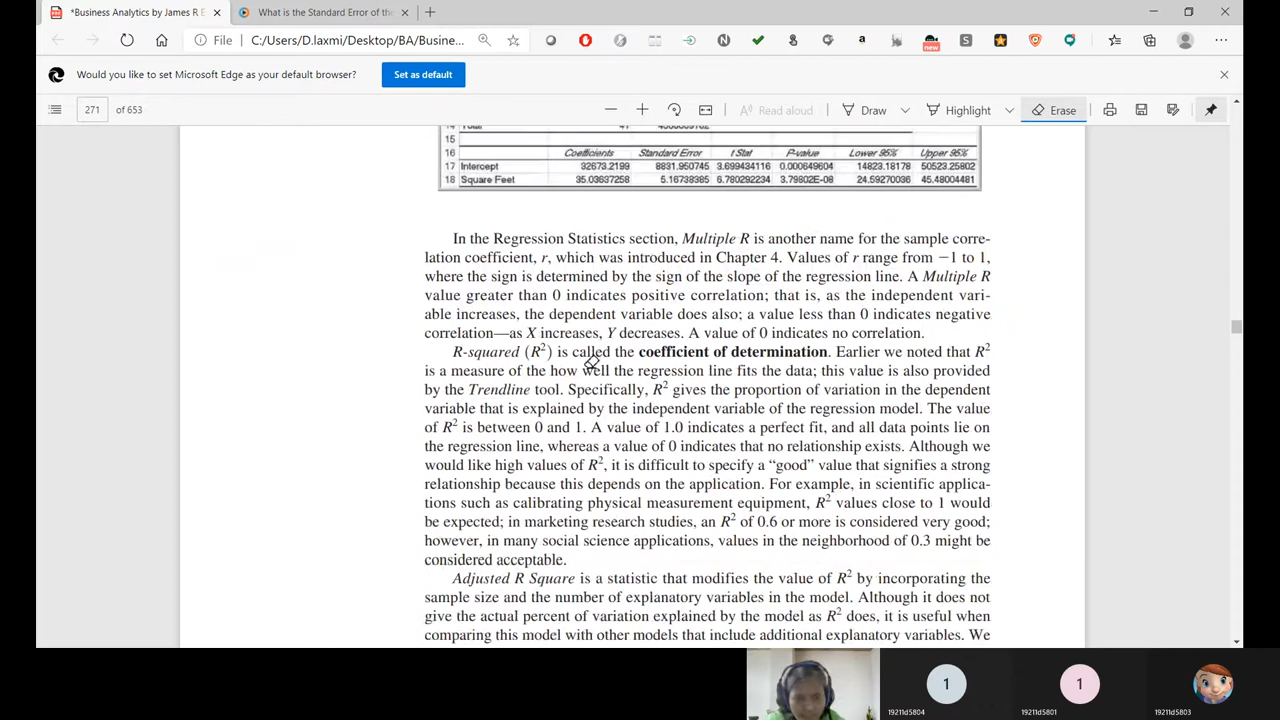 *Business Analytics by James R E
What is the Standard Error of the
File
C:/Users/D.laxmi/Desktop/BA/Busine...
new
Would you like to set Microsoft Edge as your default browser?
Set as default
271 of 653
Read aloud
Draw
Highlight
Erase
14 Total 41
15
16 Coefficients Standard Error t Stat P-value Lower 95% Upper 95%
17 Intercept 32673.2199 8831.950745 3.699434116 0.000649604 14823.18178 50523.25802
18 Square Feet 35.03637258 5.16738385 6.780292234 3.79802E-08 24.59270036 45.48004481
In the Regression Statistics section, Multiple R is another name for the sample corre-
lation coefficient, r, which was introduced in Chapter 4. Values of r range from −1 to 1,
where the sign is determined by the sign of the slope of the regression line. A Multiple R
value greater than 0 indicates positive correlation; that is, as the independent vari-
able increases, the dependent variable does also; a value less than 0 indicates negative
correlation—as X increases, Y decreases. A value of 0 indicates no correlation.
R-squared (R²) is called the coefficient of determination. Earlier we noted that R²
is a measure of the how well the regression line fits the data; this value is also provided
by the Trendline tool. Specifically, R² gives the proportion of variation in the dependent
variable that is explained by the independent variable of the regression model. The value
of R² is between 0 and 1. A value of 1.0 indicates a perfect fit, and all data points lie on
the regression line, whereas a value of 0 indicates that no relationship exists. Although we
would like high values of R², it is difficult to specify a “good” value that signifies a strong
relationship because this depends on the application. For example, in scientific applica-
tions such as calibrating physical measurement equipment, R² values close to 1 would
be expected; in marketing research studies, an R² of 0.6 or more is considered very good;
however, in many social science applications, values in the neighborhood of 0.3 might be
considered acceptable.
Adjusted R Square is a statistic that modifies the value of R² by incorporating the
sample size and the number of explanatory variables in the model. Although it does not
give the actual percent of variation explained by the model as R² does, it is useful when
comparing this model with other models that include additional explanatory variables. We
1
1
19211d5804
19211d5801
19211d5803